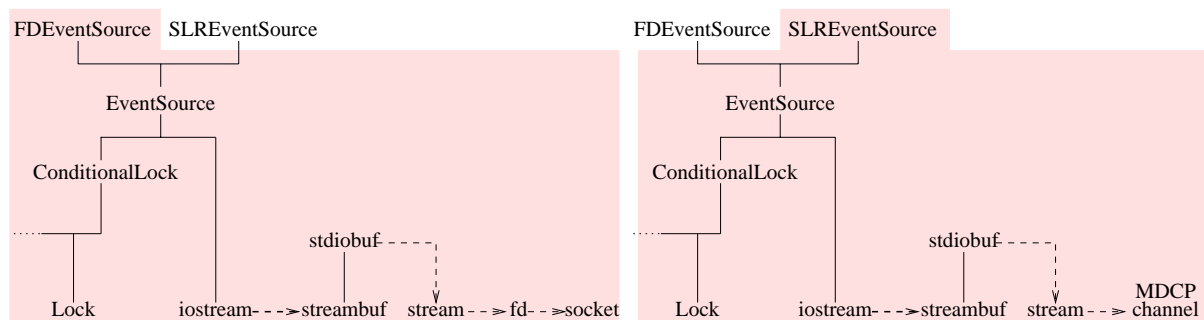 FDEventSource SLREventSource
EventSource
ConditionalLock
stdiobuf
Lock iostream streambuf stream fd socket
FDEventSource SLREventSource
EventSource
ConditionalLock
stdiobuf
MDCP
Lock iostream streambuf stream channel